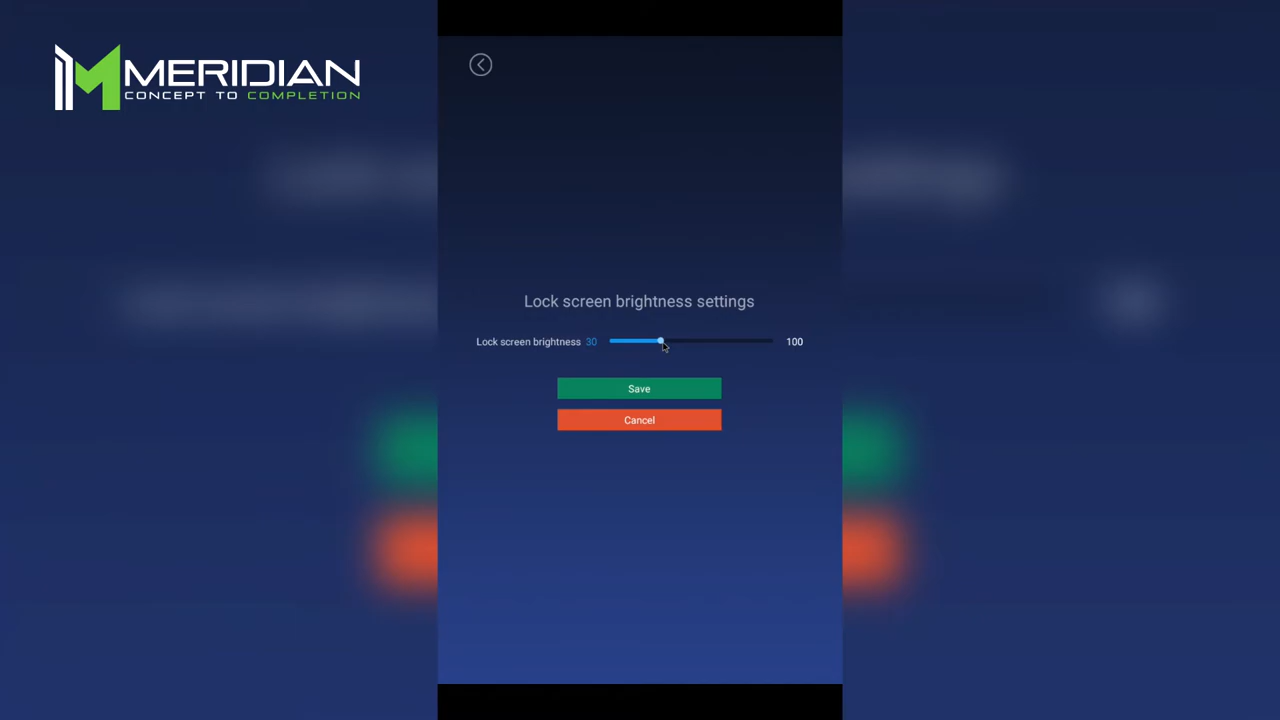 MERIDIAN
CONCEPT TO COMPLETION
Lock screen brightness settings
Lock screen brightness 30 100
Save
Cancel